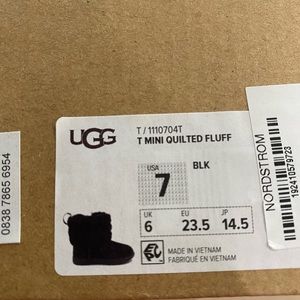 UGG
T / 1110704T
T MINI QUILTED FLUFF
USA
7
BLK
UK
6
EU
23.5
JP
14.5
MADE IN VIETNAM
FABRIQUÉ EN VIETNAM
NORDSTROM
192410579723
0838 7865 6954